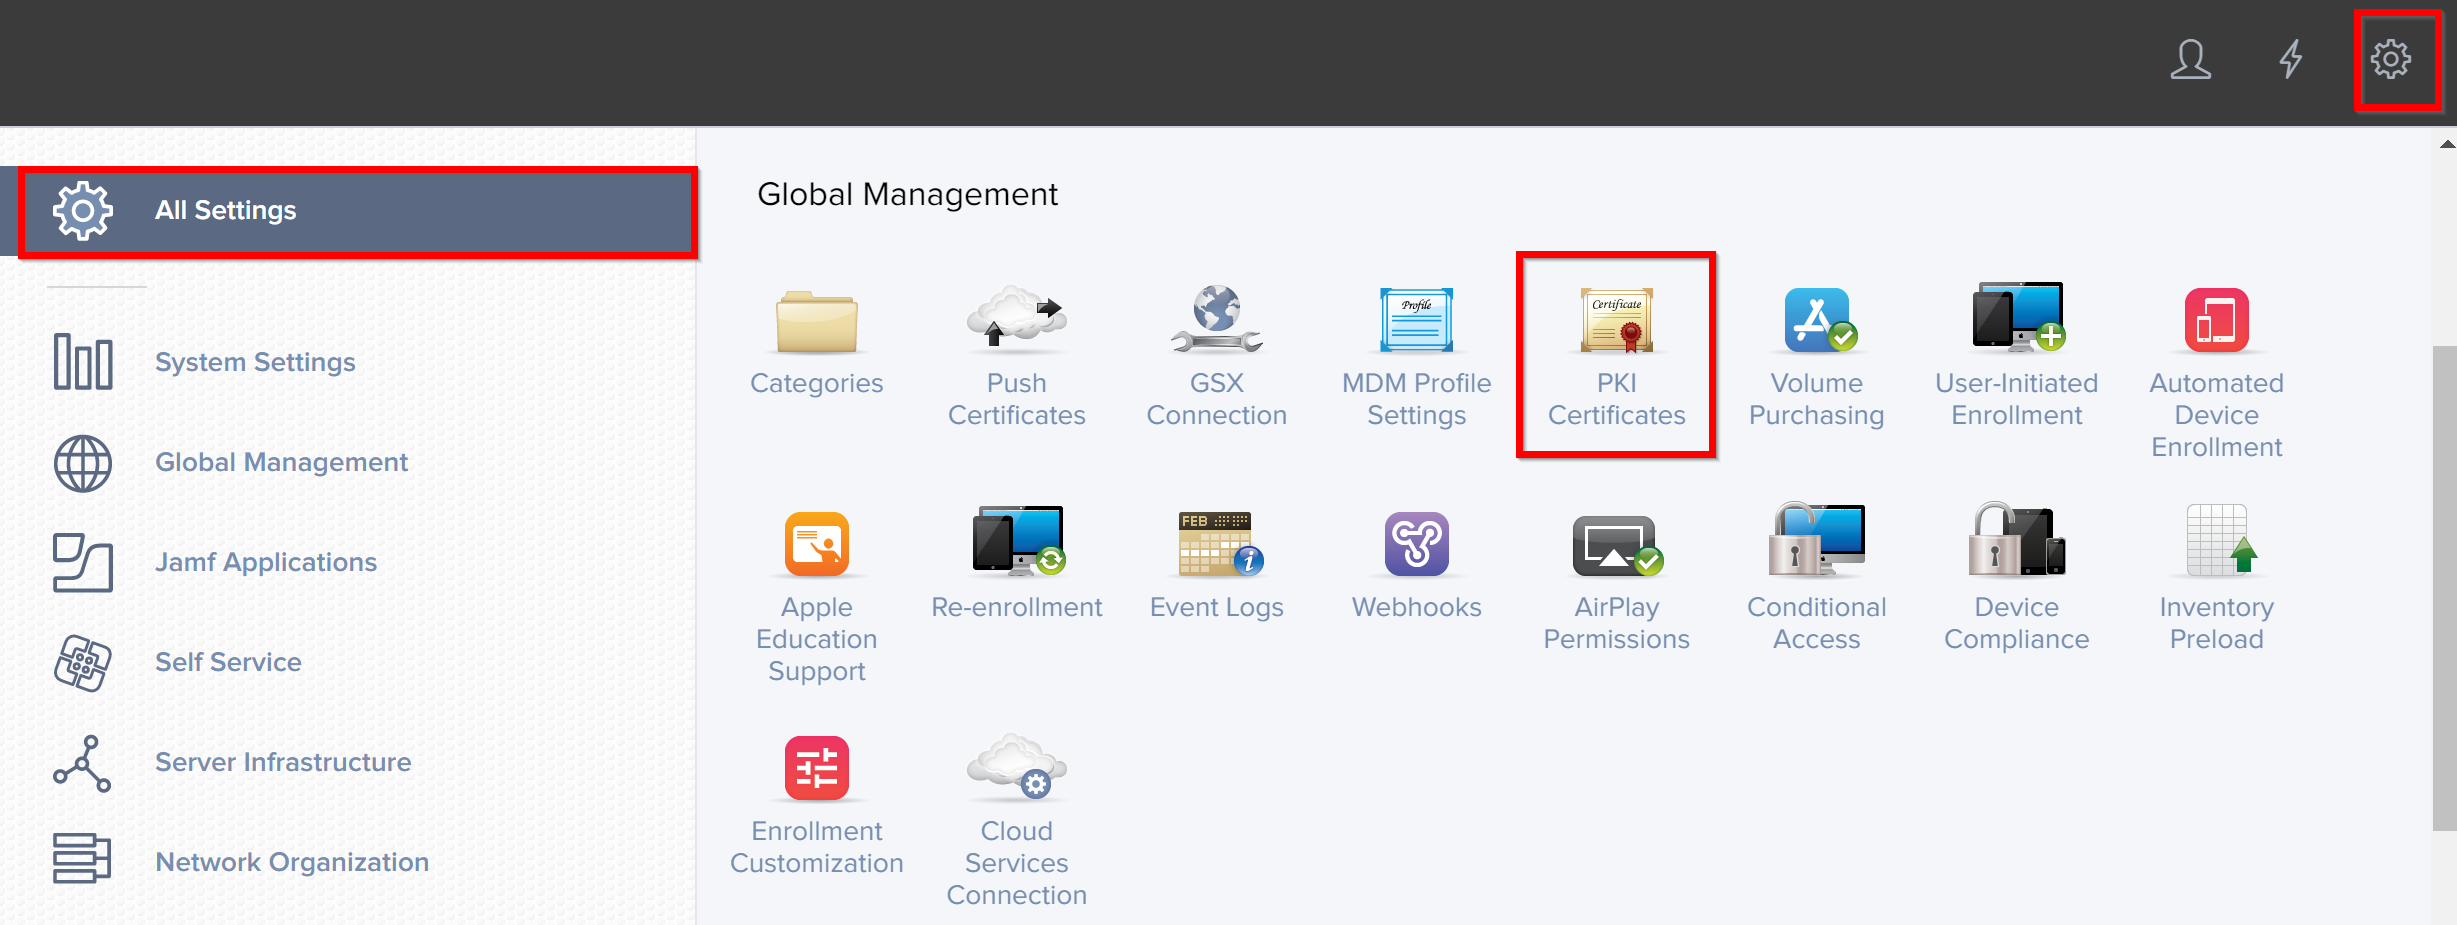 All Settings
System Settings
Global Management
Jamf Applications
Self Service
Server Infrastructure
Network Organization
Global Management
Categories
Push
Certificates
GSX
Connection
Profile
MDM Profile
Settings
Certificate
PKI
Certificates
Volume
Purchasing
User-Initiated
Enrollment
Automated
Device
Enrollment
Apple
Education
Support
Re-enrollment
FEB
Event Logs
Webhooks
AirPlay
Permissions
Conditional
Access
Device
Compliance
Inventory
Preload
Enrollment
Customization
Cloud
Services
Connection